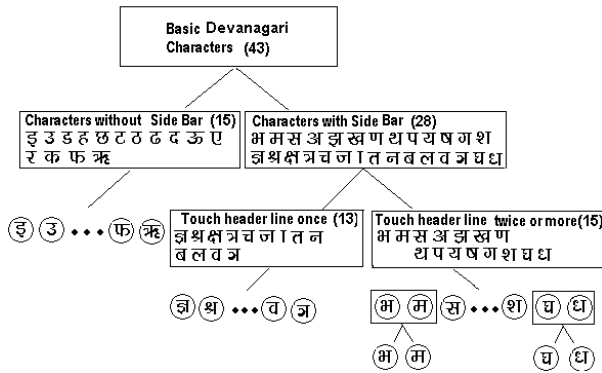 Basic Devanagari
Characters (43)
Characters without Side Bar (15)
इ उ ड ह छ ट ठ ढ द ऊ ए
र क फ ऋ
Characters with Side Bar (28)
भ म स अ झ ख ण थ प य ष ग श
ज्ञ श्र क्ष त्र च ज ा त न ब ल व ञ घ ध
Touch header line once (13)
ज्ञ श्र क्ष त्र च ज ा त न
ब ल व ञ
Touch header line twice or more(15)
भ म स अ झ ख ण
थ प य ष ग श घ ध
इ उ ••• फ ऋ
ज्ञ श्र ••• व ञ
भ म स ••• श घ ध
भ म घ ध